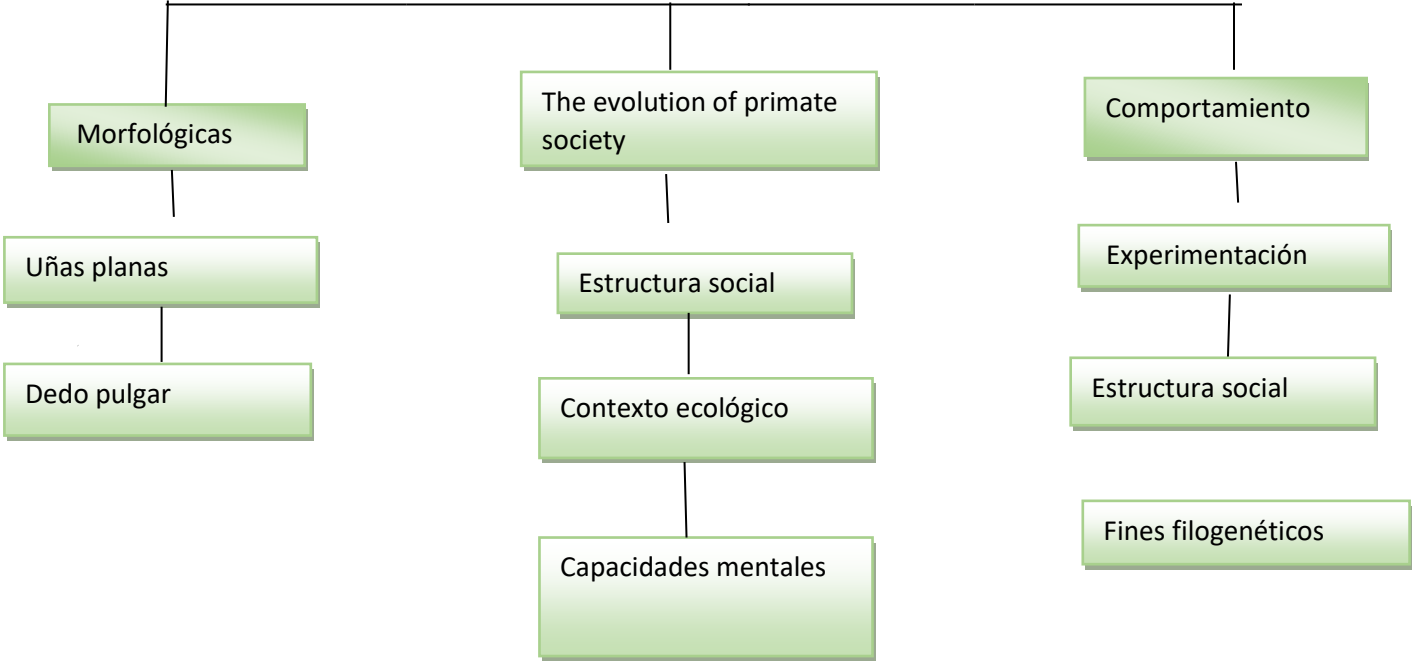 Morfológicas
Uñas planas
Dedo pulgar
The evolution of primate
society
Estructura social
Contexto ecológico
Capacidades mentales
Comportamiento
Experimentación
Estructura social
Fines filogenéticos